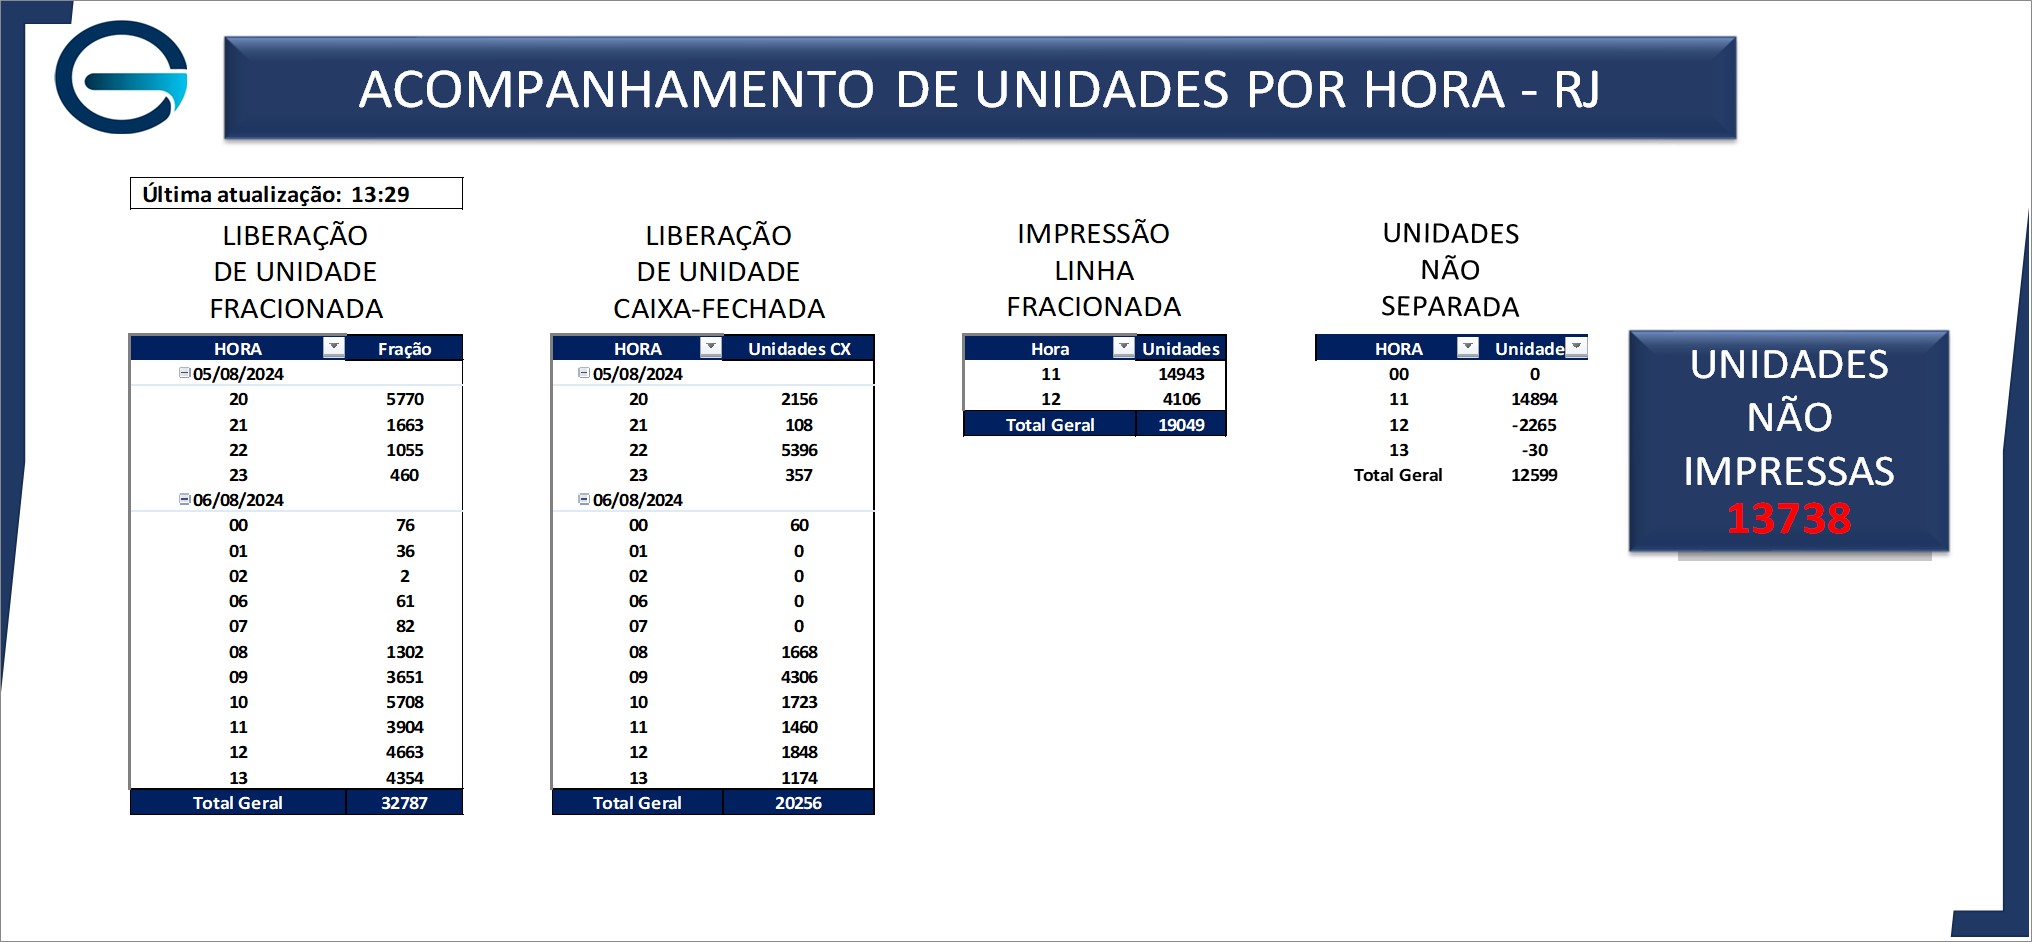 ACOMPANHAMENTO DE UNIDADES POR HORA - RJ
Última atualização: 13:29
LIBERAÇÃO
DE UNIDADE
FRACIONADA
HORA Fração
05/08/2024
20 5770
21 1663
22 1055
23 460
06/08/2024
00 76
01 36
02 2
06 61
07 82
08 1302
09 3651
10 5708
11 3904
12 4663
13 4354
Total Geral 32787
LIBERAÇÃO
DE UNIDADE
CAIXA-FECHADA
HORA Unidades CX
05/08/2024
20 2156
21 108
22 5396
23 357
06/08/2024
00 60
01 0
02 0
06 0
07 0
08 1668
09 4306
10 1723
11 1460
12 1848
13 1174
Total Geral 20256
IMPRESSÃO
LINHA
FRACIONADA
Hora Unidades
11 14943
12 4106
Total Geral 19049
UNIDADES
NÃO
SEPARADA
HORA Unidade
00 0
11 14894
12 -2265
13 -30
Total Geral 12599
UNIDADES
NÃO
IMPRESSAS
13738